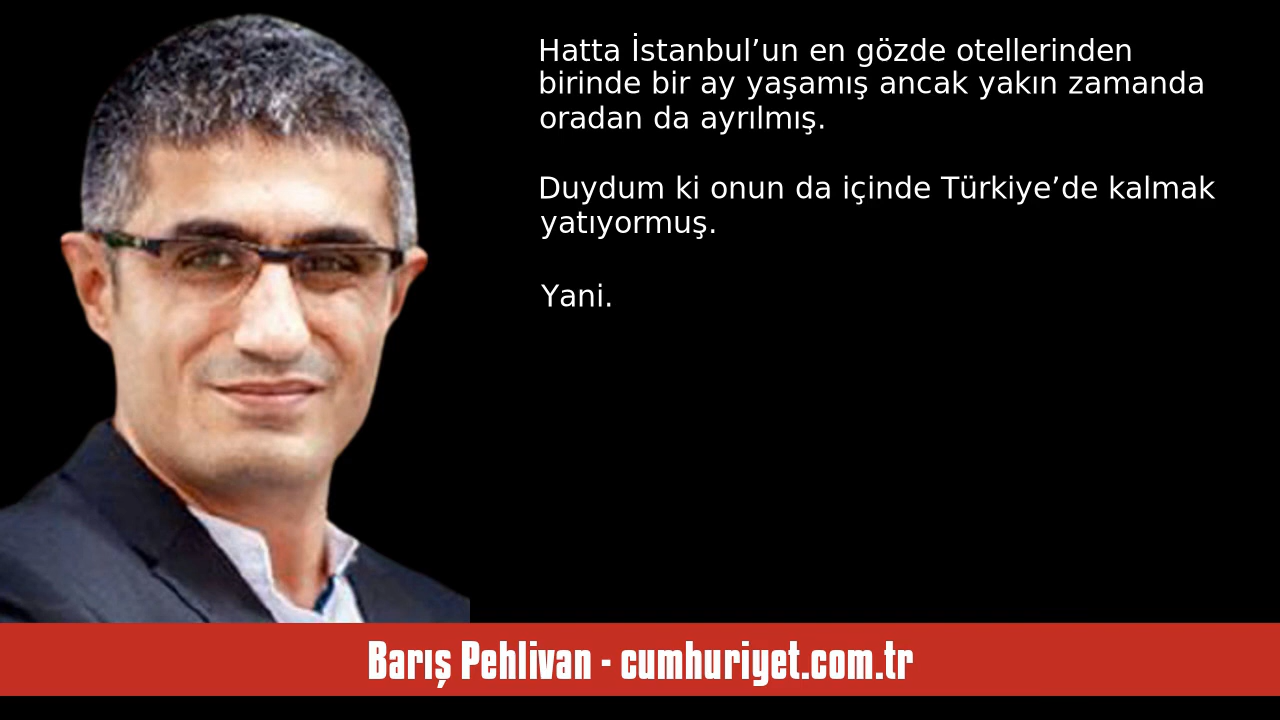 Hatta İstanbul’un en gözde otellerinden
birinde bir ay yaşamış ancak yakın zamanda
oradan da ayrılmış.
Duydum ki onun da içinde Türkiye’de kalmak
yatıyormuş.
Yani.
Barış Pehlivan - cumhuriyet.com.tr